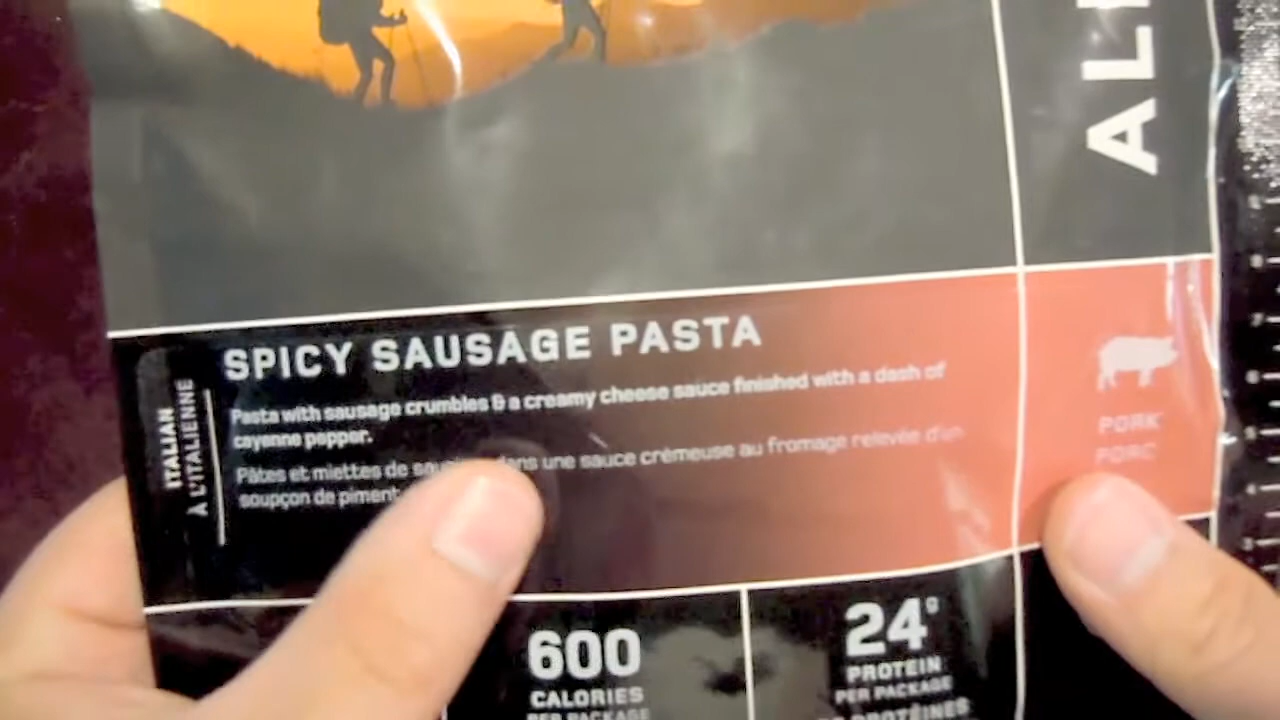 SPICY SAUSAGE PASTA
Pasta with sausage crumbles & a creamy cheese sauce finished with a dash of
cayenne pepper.
Pâtes et miettes de dans une sauce crémeuse au fromage relevée d'un
soupçon de piment
ITALIAN
À L'ITALIENNE
PORK
PORC
600
CALORIES
PER PACKAGE
24g
PROTEIN
PER PACKAGE
PROTÉINES